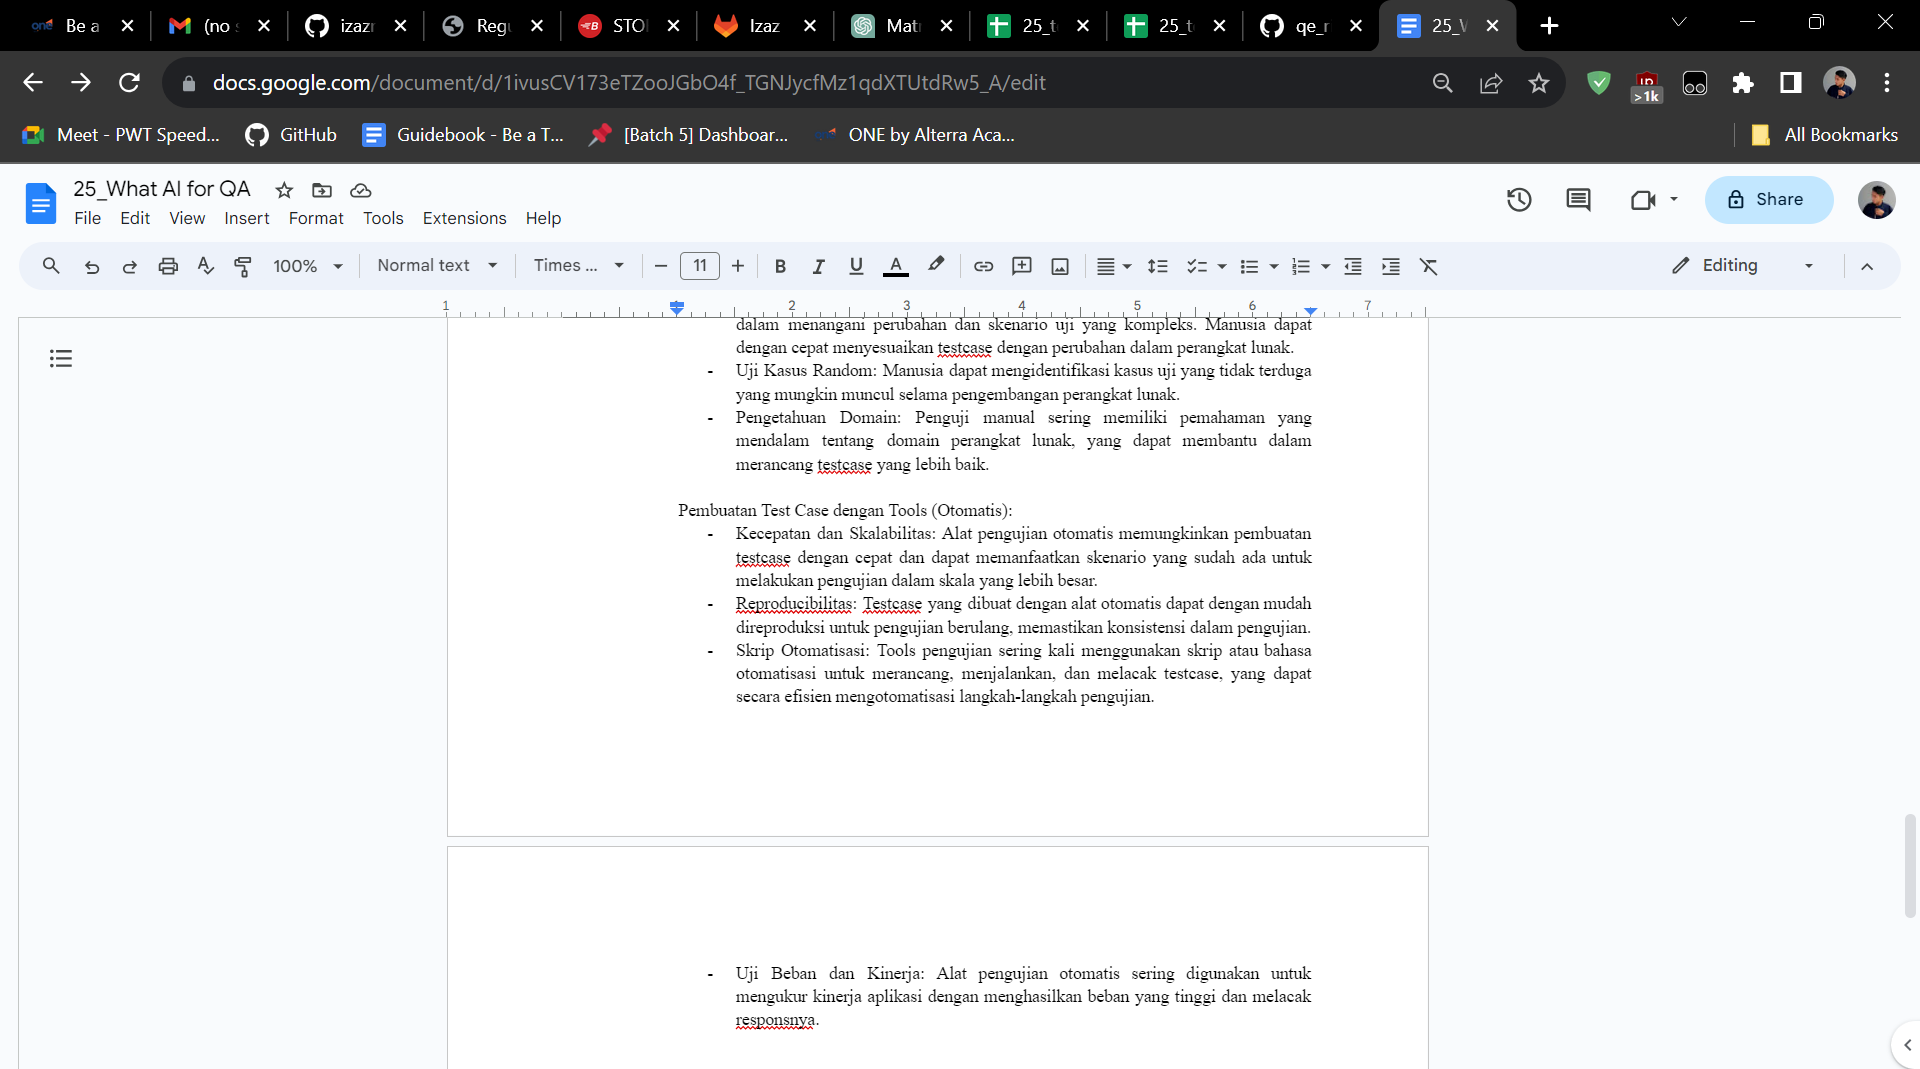 one Be a
(no s
izazr
Regu
STO
Izaz
Matr
25_t
25_t
qe_r
25_V
docs.google.com/document/d/1ivusCV173eTZooJGbO4f_TGNJycfMz1qdXTUtdRw5_A/edit
>1k
Meet - PWT Speed...
GitHub
Guidebook - Be a T...
[Batch 5] Dashboar...
ONE by Alterra Aca...
All Bookmarks
25_What AI for QA
File Edit View Insert Format Tools Extensions Help
Share
100% Normal text Times ... 11 B I U A Editing
1 2 3 4 5 6 7
dalam menangani perubahan dan skenario uji yang kompleks. Manusia dapat
dengan cepat menyesuaikan testcase dengan perubahan dalam perangkat lunak.
- Uji Kasus Random: Manusia dapat mengidentifikasi kasus uji yang tidak terduga
yang mungkin muncul selama pengembangan perangkat lunak.
- Pengetahuan Domain: Penguji manual sering memiliki pemahaman yang
mendalam tentang domain perangkat lunak, yang dapat membantu dalam
merancang testcase yang lebih baik.
Pembuatan Test Case dengan Tools (Otomatis):
- Kecepatan dan Skalabilitas: Alat pengujian otomatis memungkinkan pembuatan
testcase dengan cepat dan dapat memanfaatkan skenario yang sudah ada untuk
melakukan pengujian dalam skala yang lebih besar.
- Reproducibilitas: Testcase yang dibuat dengan alat otomatis dapat dengan mudah
direproduksi untuk pengujian berulang, memastikan konsistensi dalam pengujian.
- Skrip Otomatisasi: Tools pengujian sering kali menggunakan skrip atau bahasa
otomatisasi untuk merancang, menjalankan, dan melacak testcase, yang dapat
secara efisien mengotomatisasi langkah-langkah pengujian.
- Uji Beban dan Kinerja: Alat pengujian otomatis sering digunakan untuk
mengukur kinerja aplikasi dengan menghasilkan beban yang tinggi dan melacak
responsnya.